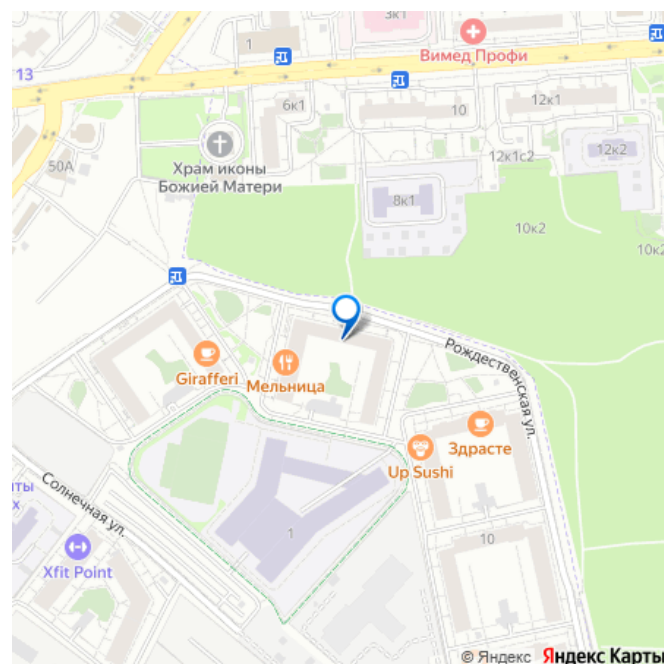 3к1
Вимед Профи
1
13
6к1
10
12к1
50А
Храм иконы
Божией Матери
12к1с2
12к2
8к1
10к2
10к2
Рождественская ул.
Girafferi
Мельница
Здрасте
Up Sushi
Солнечная ул.
1
10
Xfit Point
© Яндекс Яндекс Карты